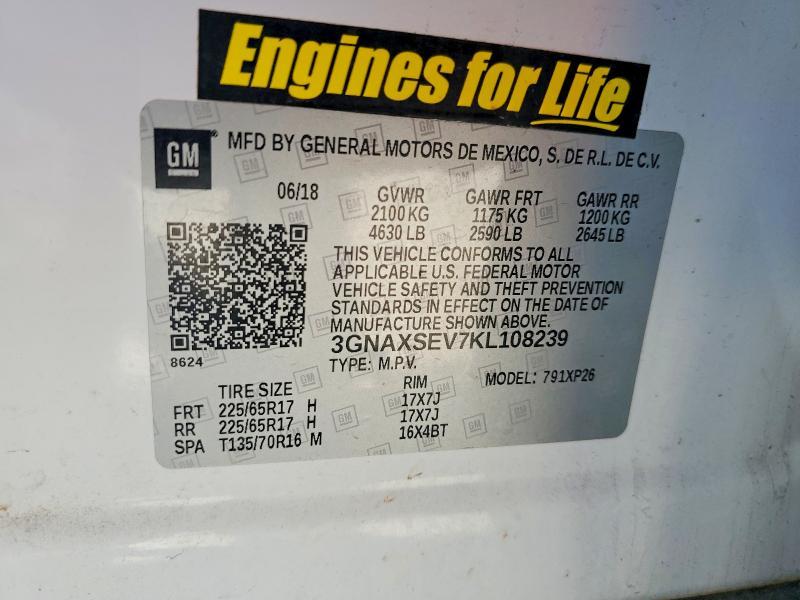 Engines for Life
GM
MFD BY GENERAL MOTORS DE MEXICO, S. DE R.L. DE C.V.
06/18 GVWR GAWR FRT GAWR RR
2100 KG 1175 KG 1200 KG
4630 LB 2590 LB 2645 LB
THIS VEHICLE CONFORMS TO ALL
APPLICABLE U.S. FEDERAL MOTOR
VEHICLE SAFETY AND THEFT PREVENTION
STANDARDS IN EFFECT ON THE DATE OF
MANUFACTURE SHOWN ABOVE.
3GNAXSEV7KL108239
8624
TYPE: M.P.V. MODEL: 791XP26
TIRE SIZE RIM
FRT 225/65R17 H 17X7J
RR 225/65R17 H 17X7J
SPA T135/70R16 M 16X4BT